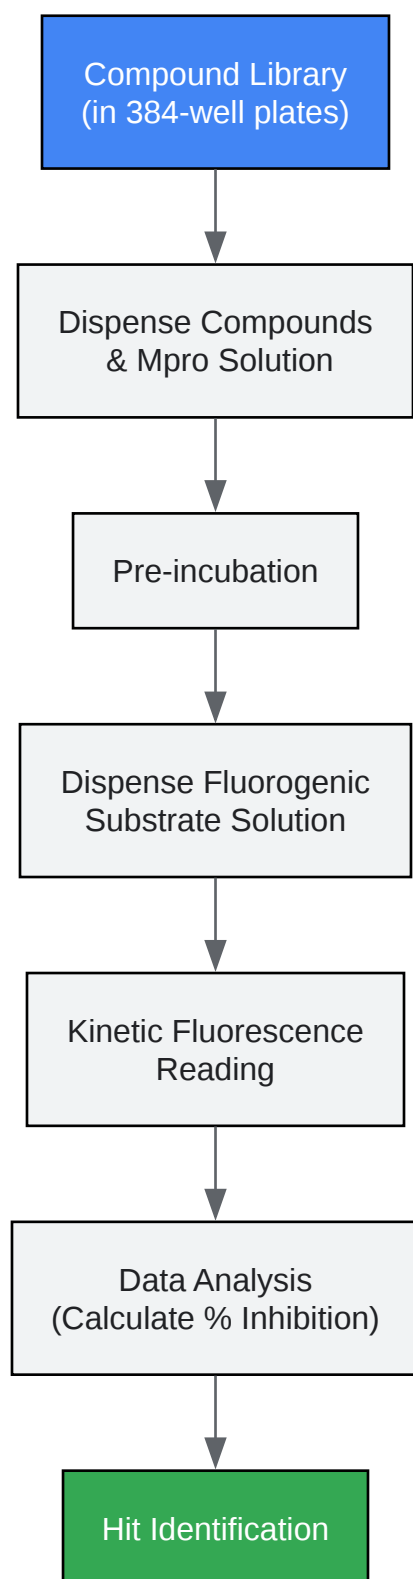 Compound Library
(in 384-well plates)
Dispense Compounds
& Mpro Solution
Pre-incubation
Dispense Fluorogenic
Substrate Solution
Kinetic Fluorescence
Reading
Data Analysis
(Calculate % Inhibition)
Hit Identification